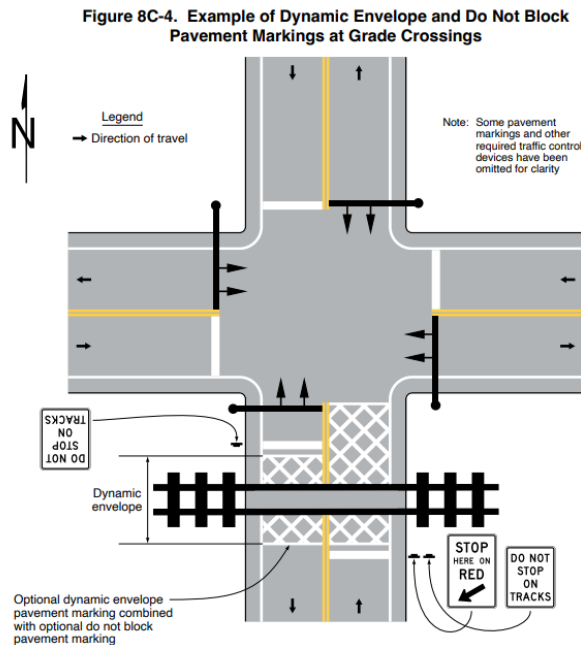 Figure 8C-4. Example of Dynamic Envelope and Do Not Block
Pavement Markings at Grade Crossings
N
Legend
Direction of travel
Note: Some pavement
markings and other
required traffic control
devices have been
omitted for clarity
DO NOT
STOP
ON
TRACKS
Dynamic
envelope
Optional dynamic envelope
pavement marking combined
with optional do not block
pavement marking
STOP
HERE ON
RED
DO NOT
STOP
ON
TRACKS